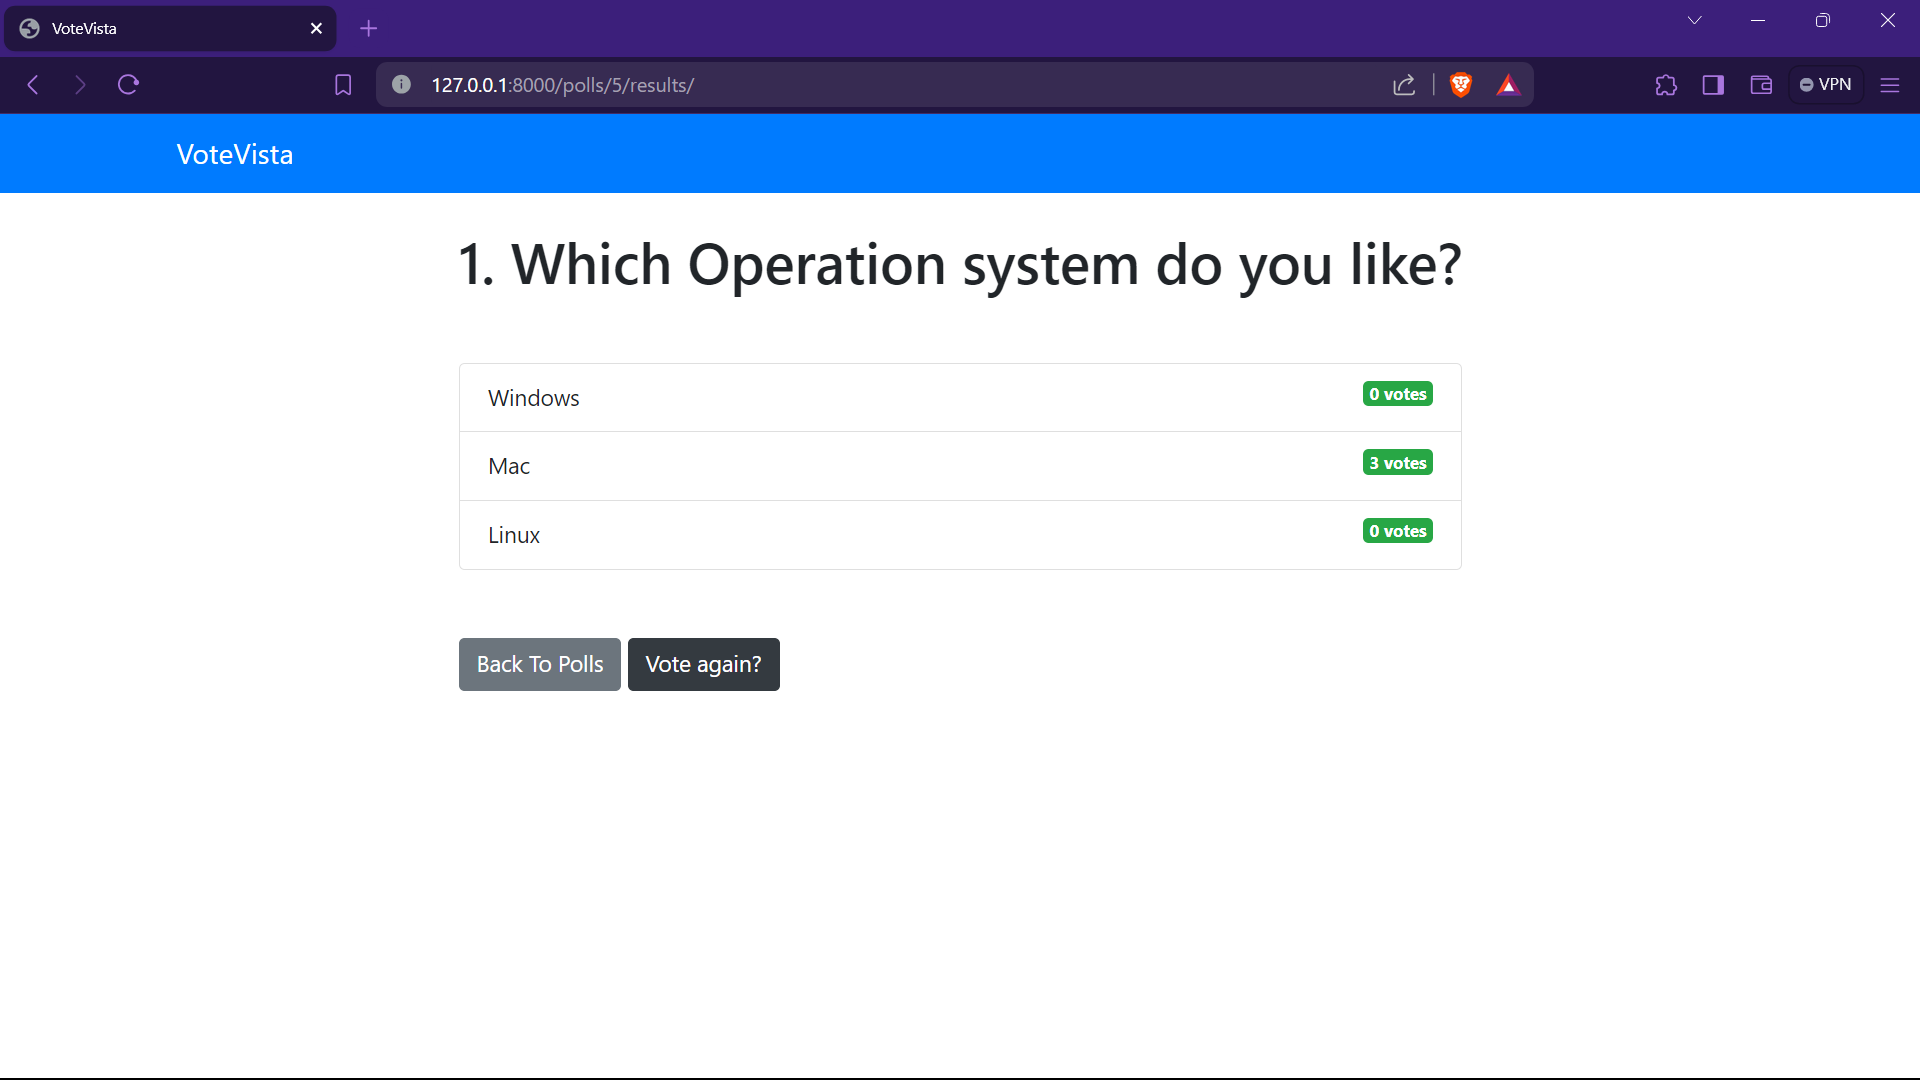 VoteVista
127.0.0.1:8000/polls/5/results/
VPN
VoteVista
1. Which Operation system do you like?
Windows 0 votes
Mac 3 votes
Linux 0 votes
Back To Polls Vote again?